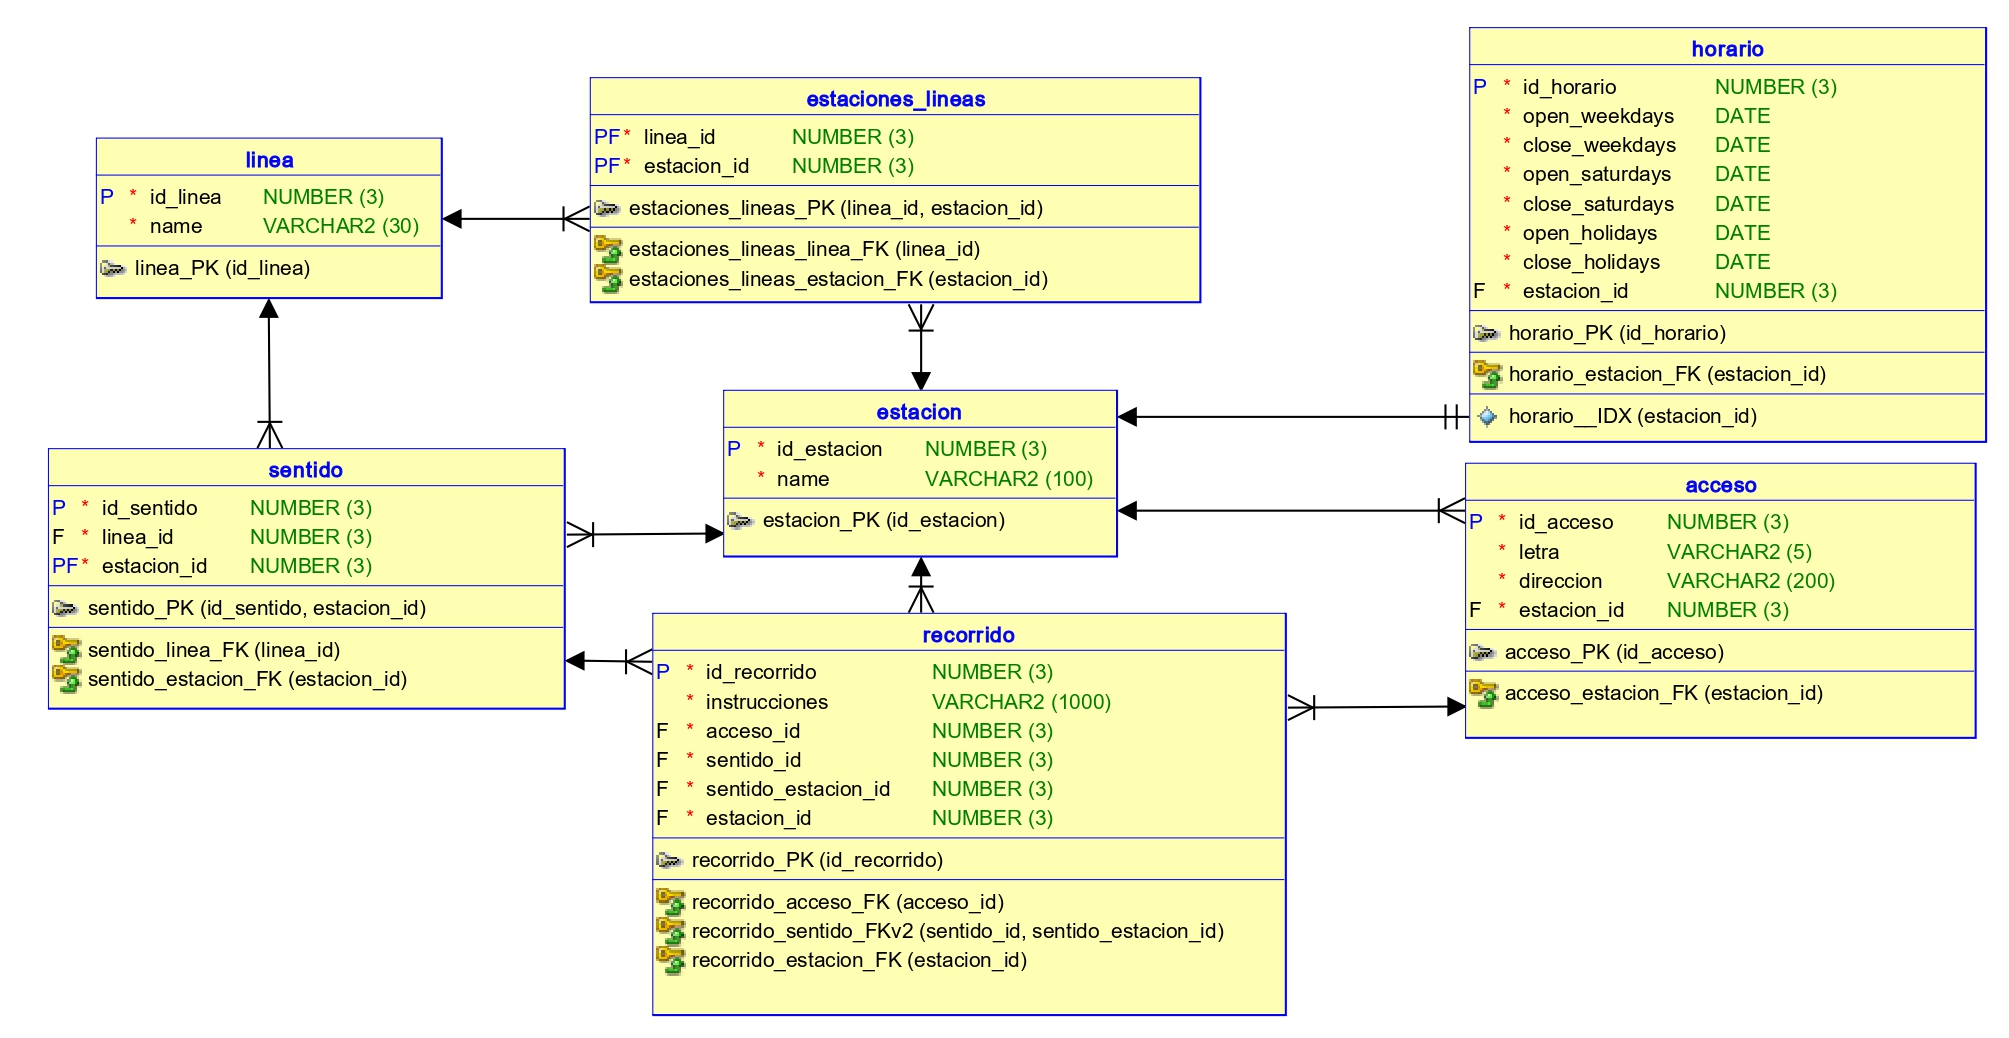 linea
P * id_linea NUMBER (3)
* name VARCHAR2 (30)
linea_PK (id_linea)
estaciones_lineas
PF* linea_id NUMBER (3)
PF* estacion_id NUMBER (3)
estaciones_lineas_PK (linea_id, estacion_id)
estaciones_lineas_linea_FK (linea_id)
estaciones_lineas_estacion_FK (estacion_id)
horario
P * id_horario NUMBER (3)
* open_weekdays DATE
* close_weekdays DATE
* open_saturdays DATE
* close_saturdays DATE
* open_holidays DATE
* close_holidays DATE
F * estacion_id NUMBER (3)
horario_PK (id_horario)
horario_estacion_FK (estacion_id)
horario__IDX (estacion_id)
estacion
P * id_estacion NUMBER (3)
* name VARCHAR2 (100)
estacion_PK (id_estacion)
sentido
P * id_sentido NUMBER (3)
F * linea_id NUMBER (3)
PF* estacion_id NUMBER (3)
sentido_PK (id_sentido, estacion_id)
sentido_linea_FK (linea_id)
sentido_estacion_FK (estacion_id)
acceso
P * id_acceso NUMBER (3)
* letra VARCHAR2 (5)
* direccion VARCHAR2 (200)
F * estacion_id NUMBER (3)
acceso_PK (id_acceso)
acceso_estacion_FK (estacion_id)
recorrido
P * id_recorrido NUMBER (3)
* instrucciones VARCHAR2 (1000)
F * acceso_id NUMBER (3)
F * sentido_id NUMBER (3)
F * sentido_estacion_id NUMBER (3)
F * estacion_id NUMBER (3)
recorrido_PK (id_recorrido)
recorrido_acceso_FK (acceso_id)
recorrido_sentido_FKv2 (sentido_id, sentido_estacion_id)
recorrido_estacion_FK (estacion_id)